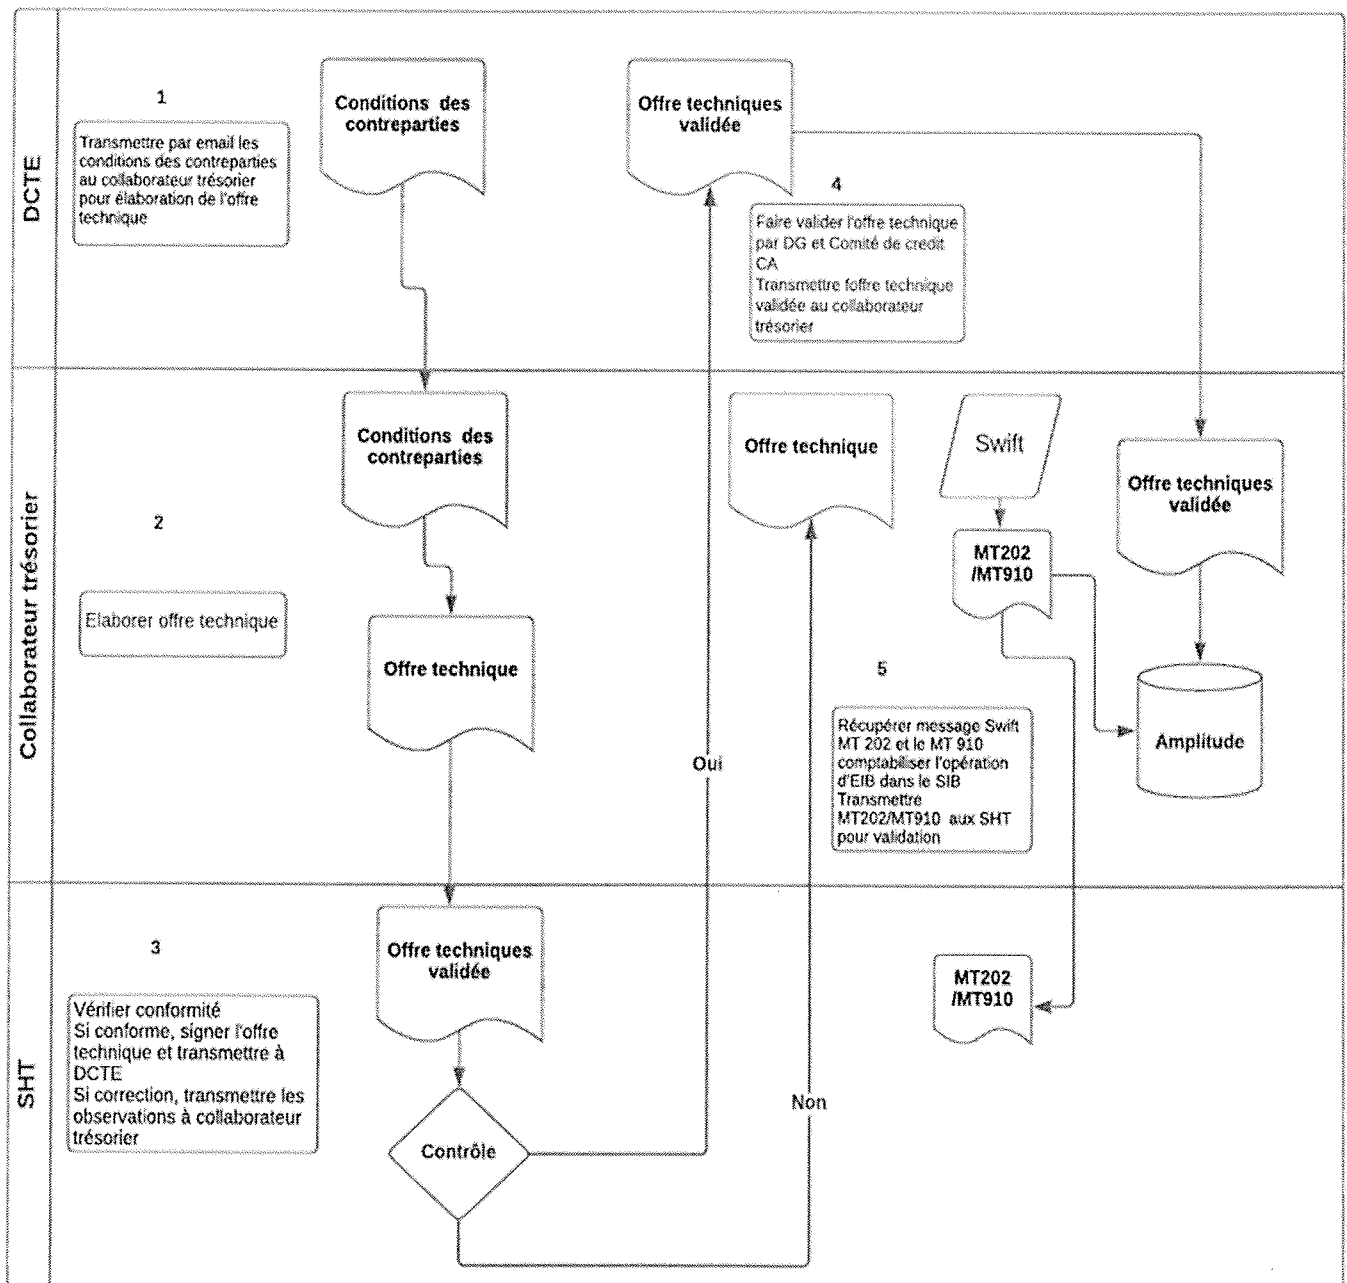 DCTE
1
Transmettre par email les
conditions des contreparties
au collaborateur trésorier
pour élaboration de l'offre
technique
Conditions des
contreparties
Offre techniques
validée
4
Faire valider l'offre technique
par DG et Comité de credit
CA
Transmettre foffre technique
validée au collaborateur
trésorier
Collaborateur trésorier
2
Elaborer offre technique
Conditions des
contreparties
Offre technique
Offre technique
Swift
MT202
/MT910
Offre techniques
validée
Amplitude
5
Récupérer message Swift
MT 202 et le MT 910
comptabiliser l'opération
d'EIB dans le SIB
Transmettre
MT202/MT910 aux SHT
pour validation
Oui
SHT
3
Vérifier conformité
Si conforme, signer l'offre
technique et transmettre à
DCTE
Si correction, transmettre les
observations à collaborateur
trésorier
Offre techniques
validée
Contrôle
Non
MT202
/MT910